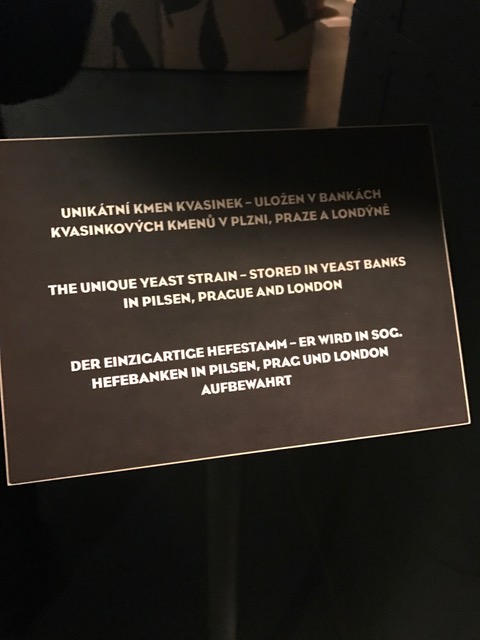 UNIKÁTNÍ KMEN KVASINEK – ULOŽEN V BANKÁCH
KVASINKOVÝCH KMENŮ V PLZNI, PRAZE A LONDÝNĚ
THE UNIQUE YEAST STRAIN – STORED IN YEAST BANKS
IN PILSEN, PRAGUE AND LONDON
DER EINZIGARTIGE HEFESTAMM – ER WIRD IN SOG.
HEFEBANKEN IN PILSEN, PRAG UND LONDON
AUFBEWAHRT